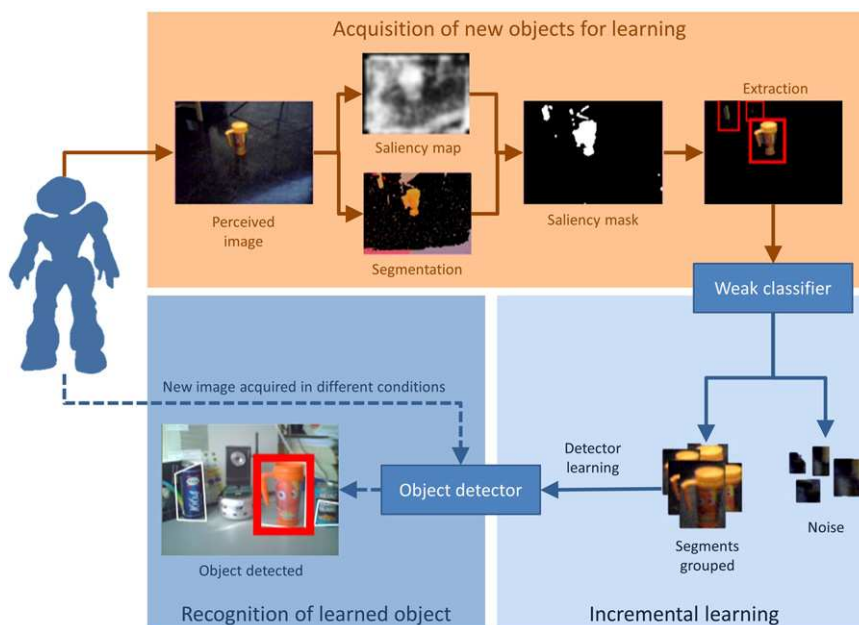 Acquisition of new objects for learning
Extraction
Saliency map
Perceived
image
Segmentation
Saliency mask
Weak classifier
New image acquired in different conditions
Detector
learning
Object detector
Object detected
Segments
grouped
Noise
Recognition of learned object
Incremental learning